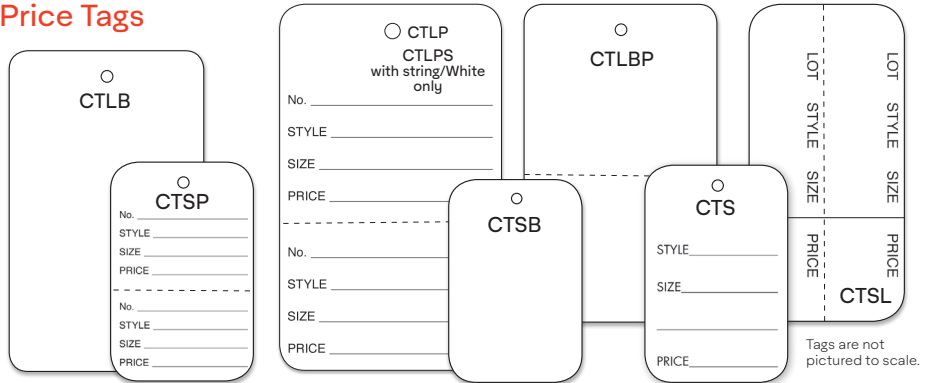 Price Tags
CTLB
CTSP
No.
STYLE
SIZE
PRICE
No.
STYLE
SIZE
PRICE
CTLP
CTLPS
with string/White
only
No.
STYLE
SIZE
PRICE
No.
STYLE
SIZE
PRICE
CTSB
CTLBP
CTS
STYLE
SIZE
PRICE
LOT STYLE SIZE PRICE
LOT STYLE SIZE PRICE
CTSL
Tags are not
pictured to scale.